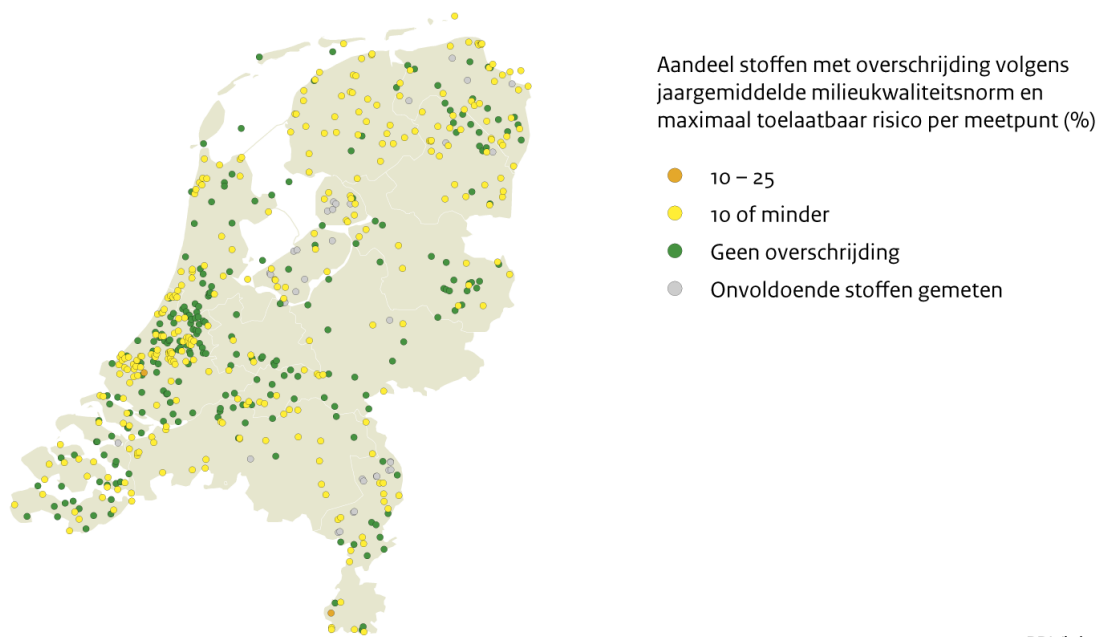 Aandeel stoffen met overschrijding volgens
jaargemiddelde milieukwaliteitsnorm en
maximaal toelaatbaar risico per meetpunt (%)
10 – 25
10 of minder
Geen overschrijding
Onvoldoende stoffen gemeten